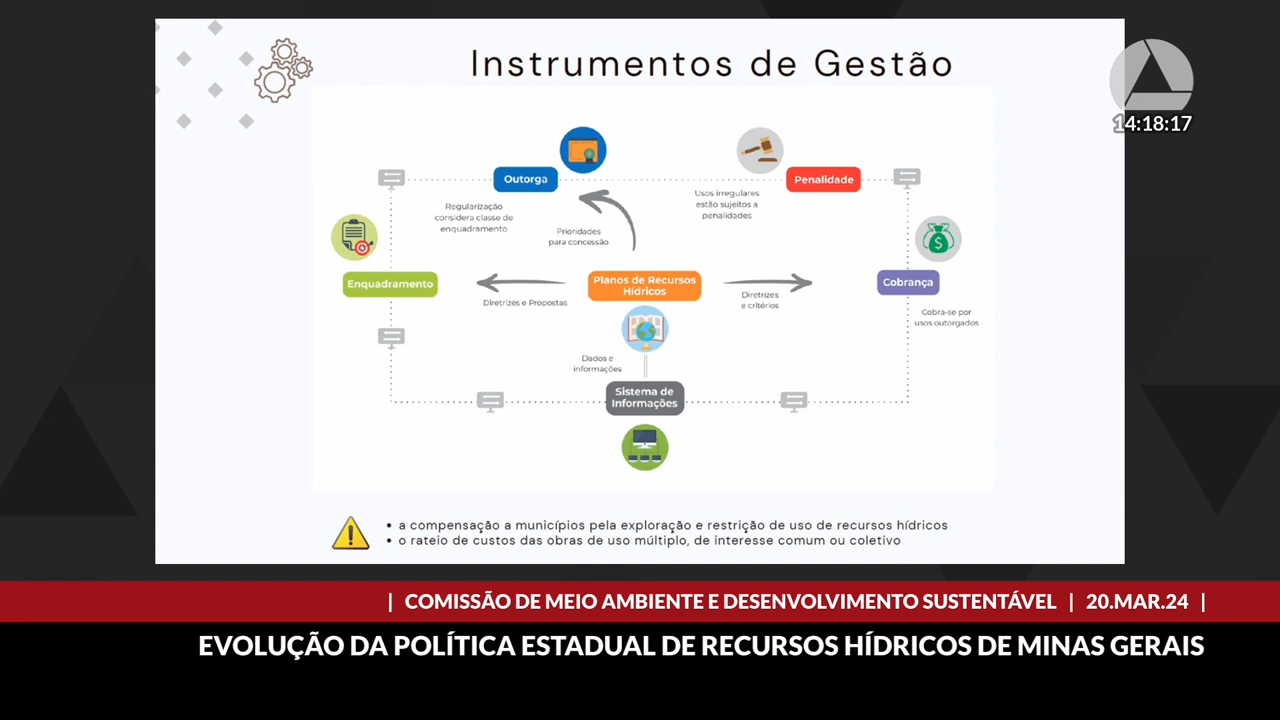 Instrumentos de Gestão
14:18:17
Outorga
Penalidade
Regularização
considera classe de
enquadramento
Prioridades
para concessão
Usos irregulares
estão sujeitos a
penalidades
Enquadramento
Diretrizes e Propostas
Planos de Recursos
Hídricos
Diretrizes
e critérios
Cobrança
Cobra-se por
usos outorgados
Dados e
informações
Sistema de
Informações
• a compensação a municípios pela exploração e restrição de uso de recursos hídricos
• o rateio de custos das obras de uso múltiplo, de interesse comum ou coletivo
| COMISSÃO DE MEIO AMBIENTE E DESENVOLVIMENTO SUSTENTÁVEL | 20.MAR.24 |
EVOLUÇÃO DA POLÍTICA ESTADUAL DE RECURSOS HÍDRICOS DE MINAS GERAIS